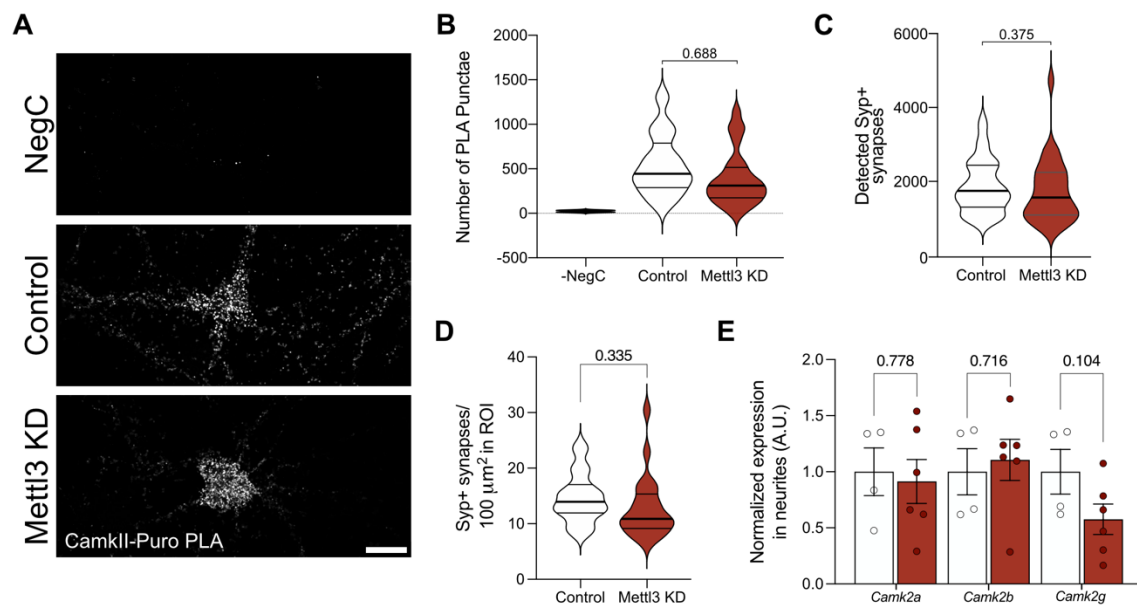 A
NegC
Control
Mettl3 KD
CamkII-Puro PLA
B
Number of PLA Punctae
2000
1500
1000
500
0
-500
0.688
-NegC
Control
Mettl3 KD
C
Detected Syp+
synapses
6000
4000
2000
0
0.375
Control
Mettl3 KD
D
Syp+ synapses/
100 μm⁻² in ROI
40
30
20
10
0
0.335
Control
Mettl3 KD
E
Normalized expression
in neurites (A.U.)
2.0
1.5
1.0
0.5
0.0
0.778
0.716
0.104
Camk2a
Camk2b
Camk2g